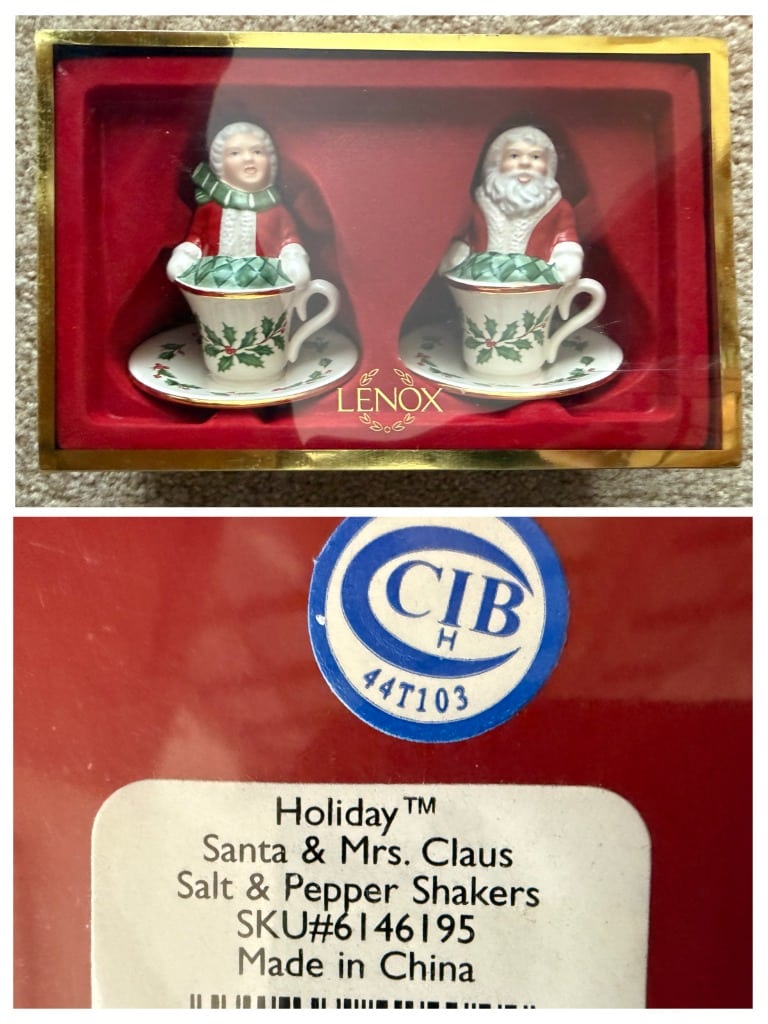 LENOX
CIB
H
44T103
Holiday™
Santa & Mrs. Claus
Salt & Pepper Shakers
SKU#6146195
Made in China